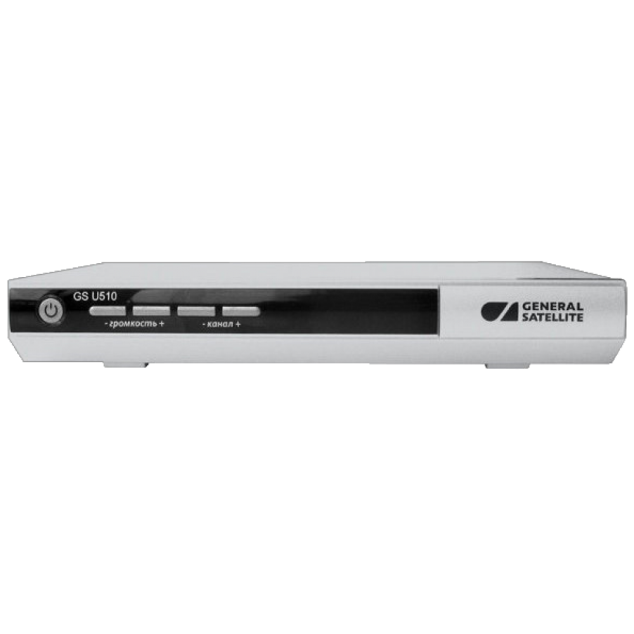 GS U510
- громкость +
- канал +
GENERAL
SATELLITE